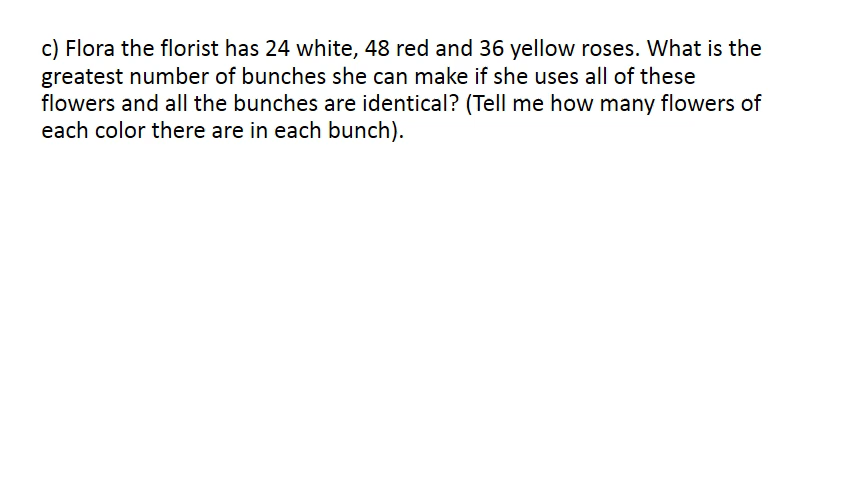 c) Flora the florist has 24 white, 48 red and 36 yellow roses. What is the
greatest number of bunches she can make if she uses all of these
flowers and all the bunches are identical? (Tell me how many flowers of
each color there are in each bunch).